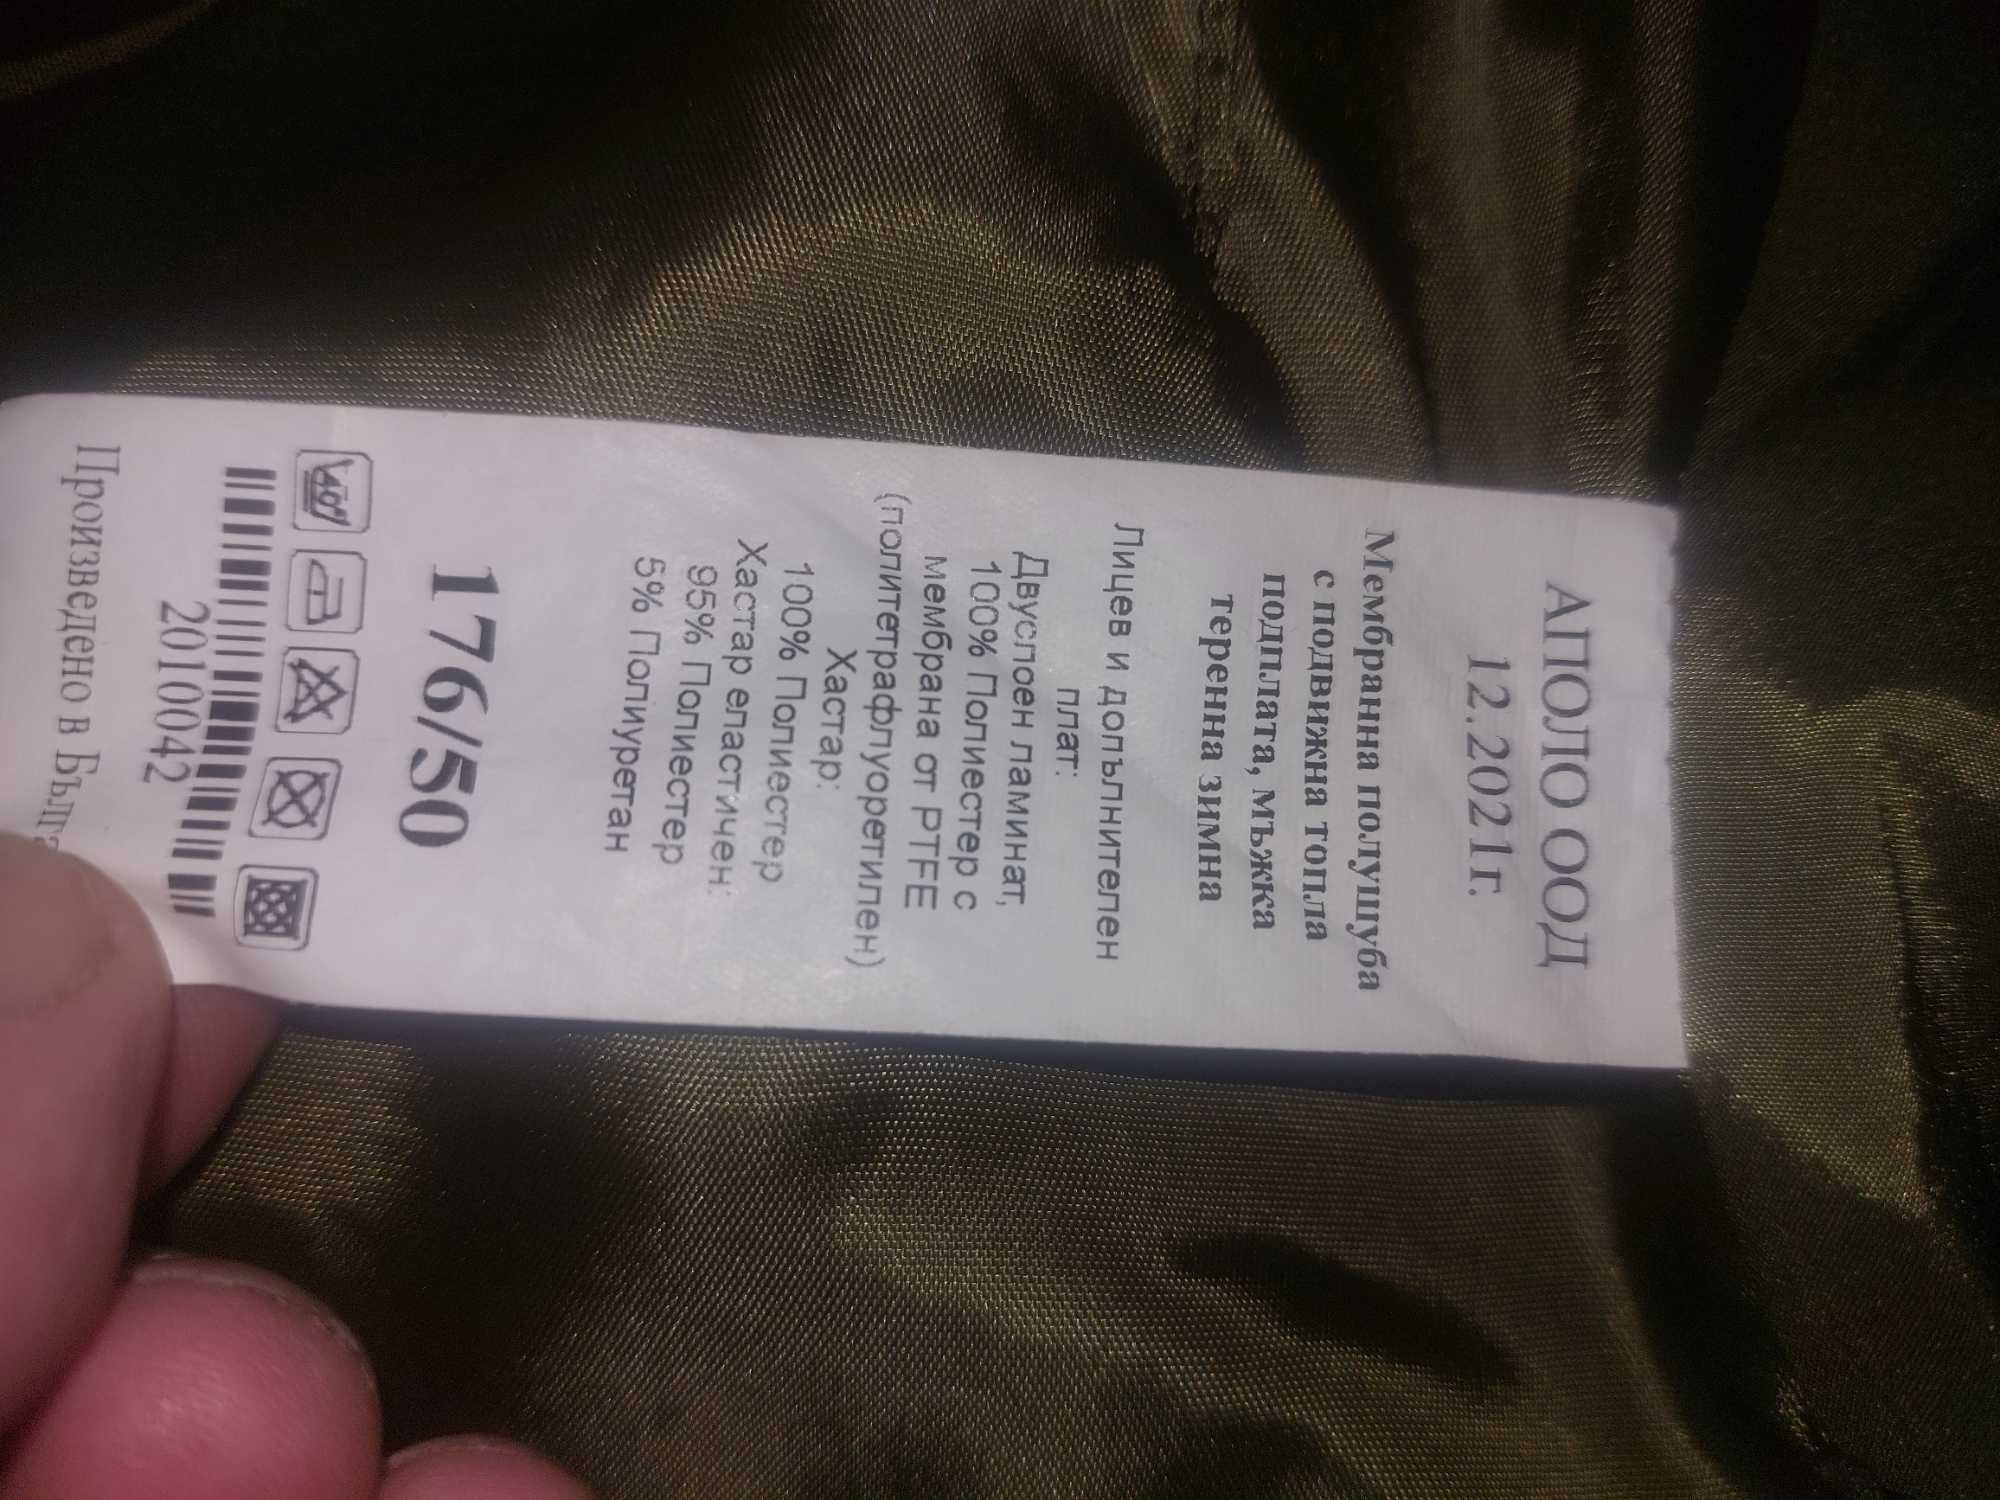 АПОЛО ООД
12.2021г.
Мембранна полушуба
с подвижна топла
подплата, мъжка
теренна зимна
Лицев и допълнителен
плат:
Двуслоен ламинат,
100% Полиестер с
мембрана от PTFE
(политетрафлуоретилен)
Хастар:
100% Полиестер
Хастар еластичен:
95% Полиестер
5% Полиуретан
176/50
40°
2010042
Произведено в